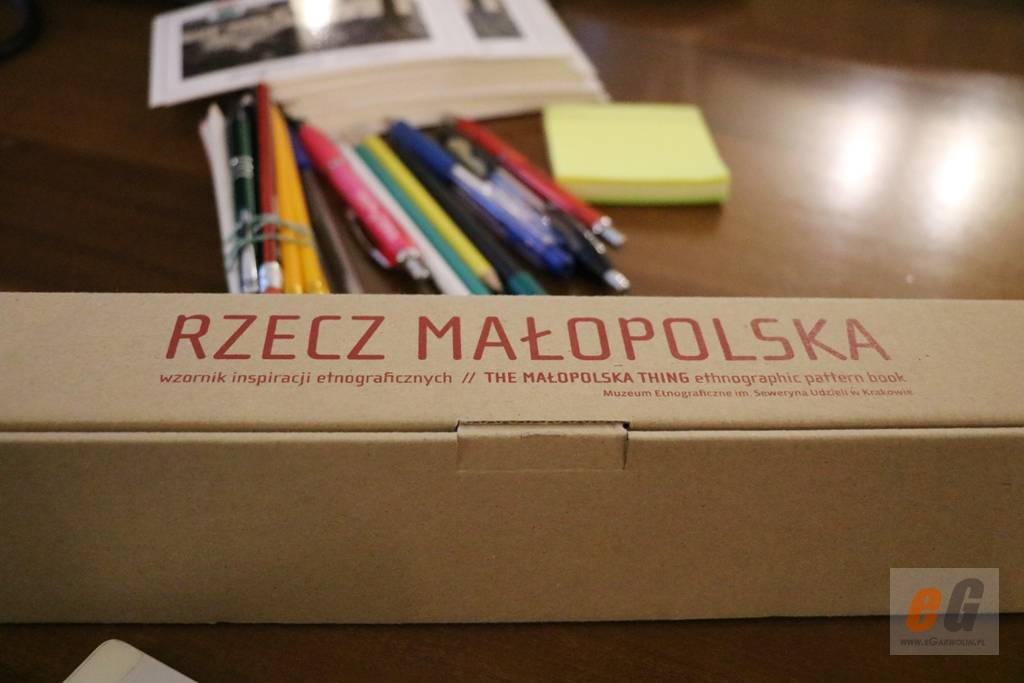 RZECZ MAŁOPOLSKA
wzornik inspiracji etnograficznych // THE MAŁOPOLSKA THING ethnographic pattern book
Muzeum Etnograficzne im. Seweryna Udzieli w Krakowie
eG
www.eGarwolin.pl